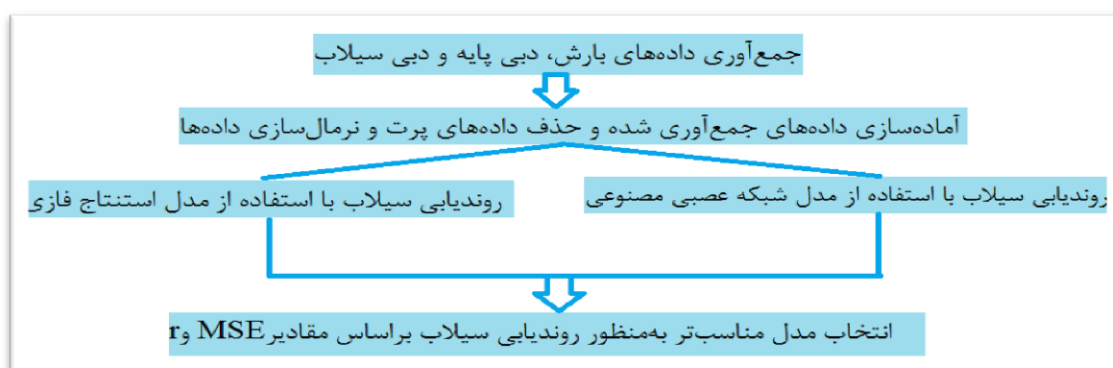 جمع‌آوری داده‌های بارش، دبی پایه و دبی سیلاب
آماده‌سازی داده‌های جمع‌آوری شده و حذف داده‌های پرت و نرمال‌سازی داده‌ها
روندیابی سیلاب با استفاده از مدل شبکه عصبی مصنوعی
روندیابی سیلاب با استفاده از مدل استنتاج فازی
انتخاب مدل مناسب‌تر به‌منظور روندیابی سیلاب براساس مقادیر MSE و r